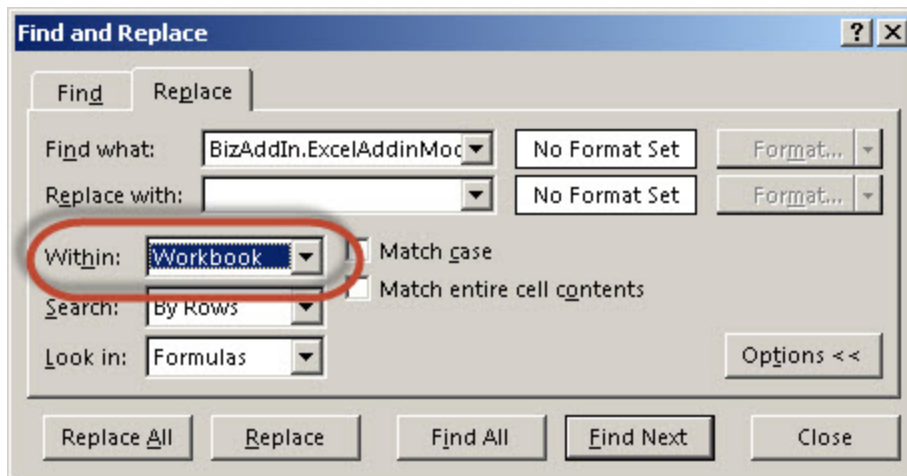 Find and Replace
Find Replace
Find what: BizAddIn.ExcelAddinMod No Format Set Format...
Replace with: No Format Set Format...
Within: Workbook Match case
Match entire cell contents
Search: By Rows
Look in: Formulas Options <<
Replace All Replace Find All Find Next Close